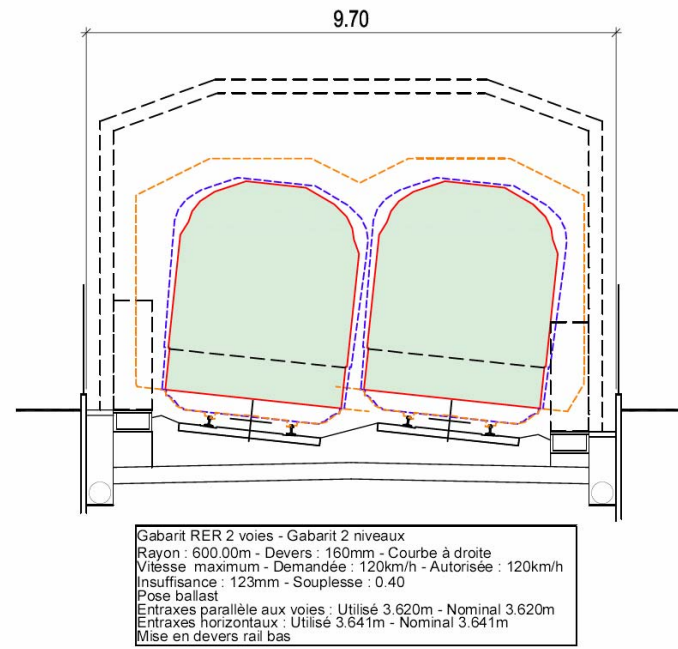 9.70
Gabarit RER 2 voies - Gabarit 2 niveaux
Rayon : 600.00m - Devers : 160mm - Courbe à droite
Vitesse maximum - Demandée : 120km/h - Autorisée : 120km/h
Insuffisance : 123mm - Souplesse : 0.40
Pose ballast
Entraxes parallèle aux voies : Utilisé 3.620m - Nominal 3.620m
Entraxes horizontaux : Utilisé 3.641m - Nominal 3.641m
Mise en devers rail bas